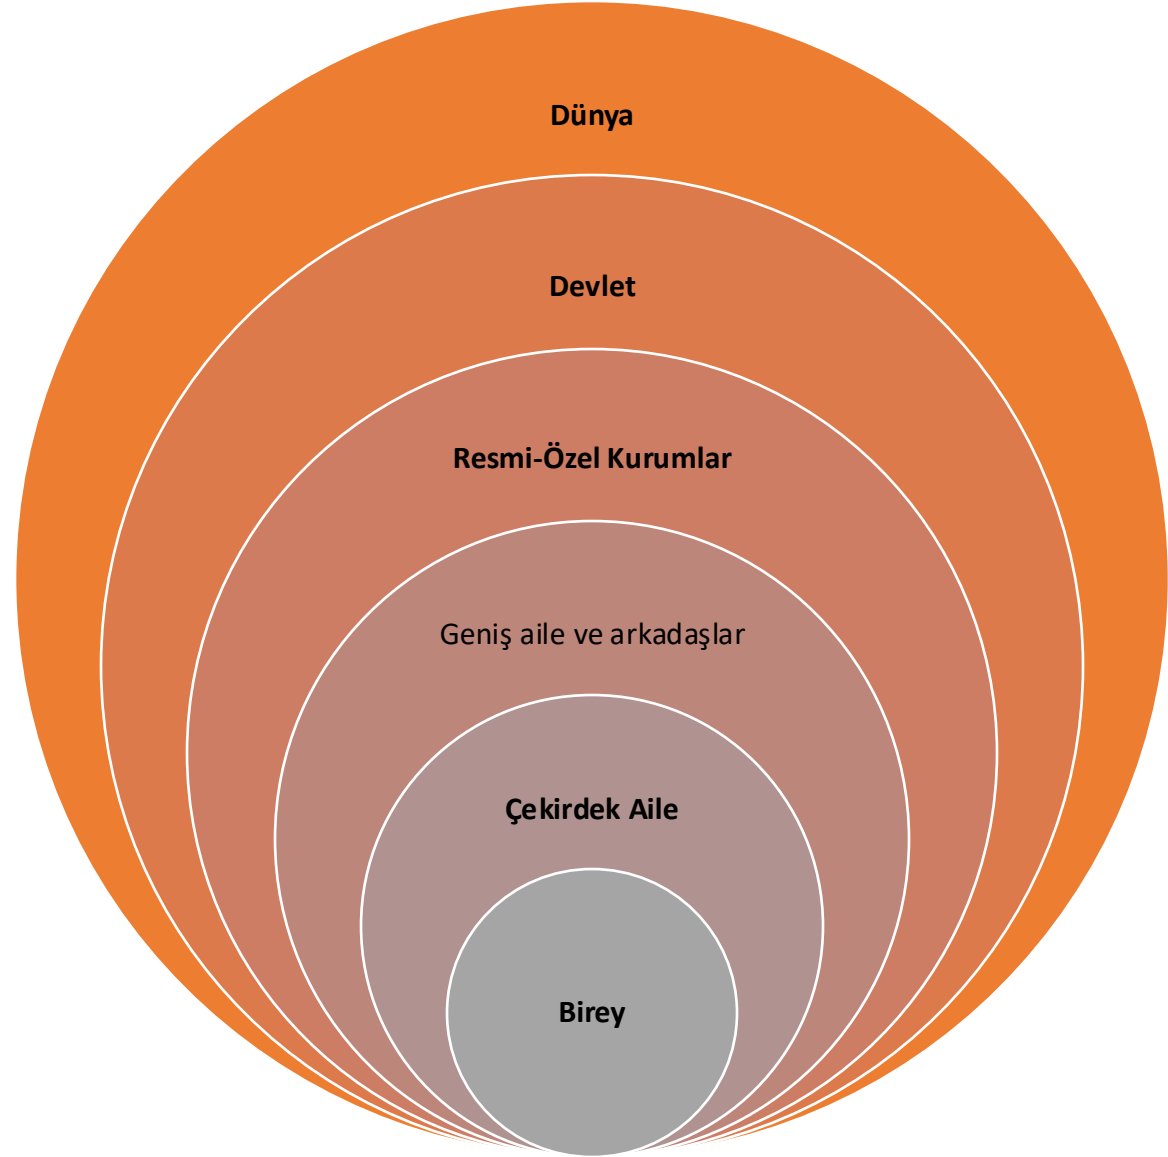 Dünya
Devlet
Resmi-Özel Kurumlar
Geniş aile ve arkadaşlar
Çekirdek Aile
Birey